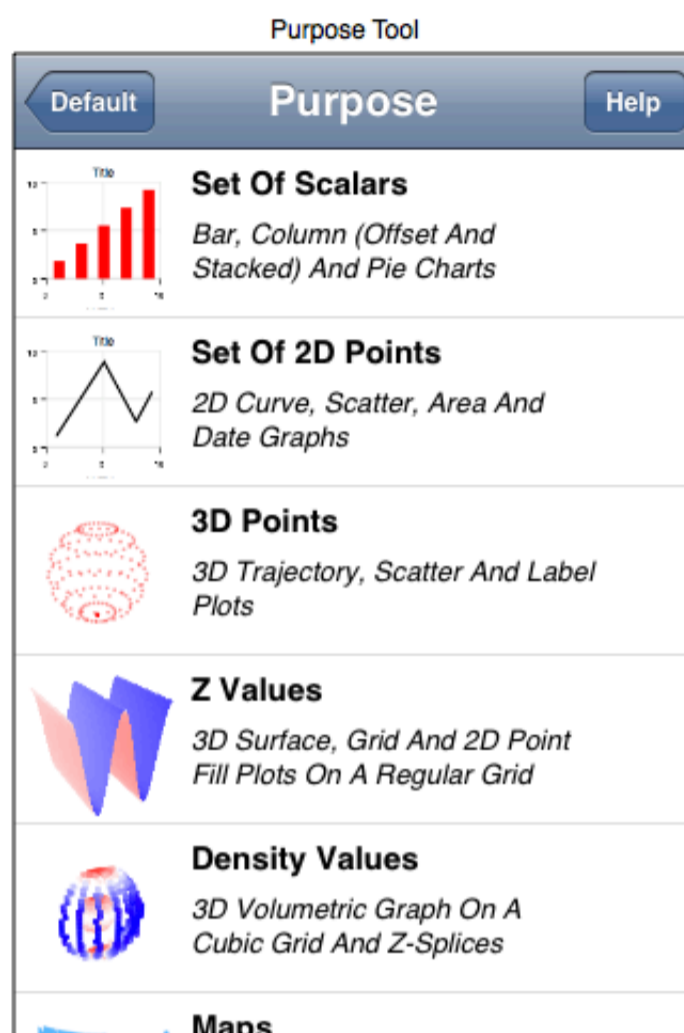 Purpose Tool
Default
Purpose
Help
Title
Set Of Scalars
Bar, Column (Offset And
Stacked) And Pie Charts
Title
Set Of 2D Points
2D Curve, Scatter, Area And
Date Graphs
3D Points
3D Trajectory, Scatter And Label
Plots
Z Values
3D Surface, Grid And 2D Point
Fill Plots On A Regular Grid
Density Values
3D Volumetric Graph On A
Cubic Grid And Z-Splices
Maps